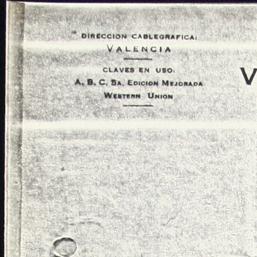 " DIRECCION CABLEGRAFICA:
VALENCIA
CLAVES EN USO:
A. B. C. 5A. EDICION MEJORADA
WESTERN UNION
V